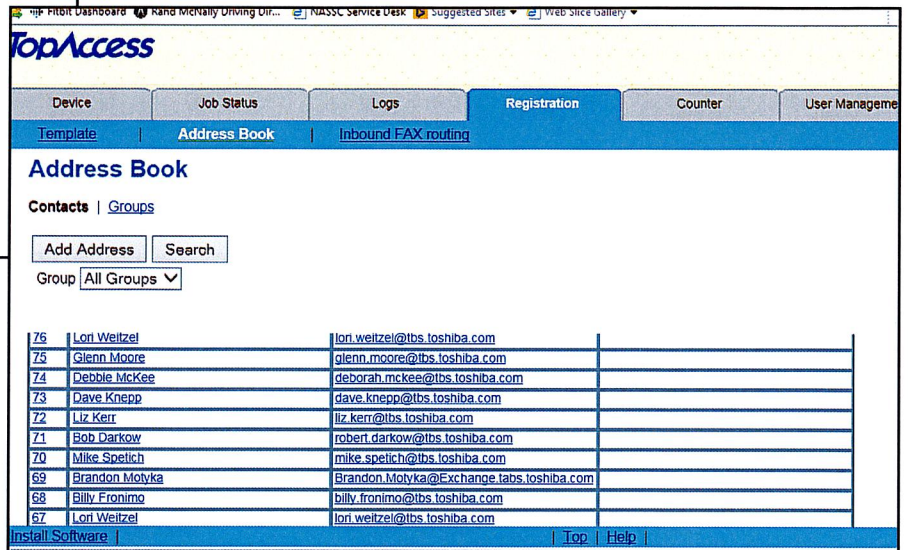 Fitbit Dashboard Rand McNally Driving Dir... NASSC Service Desk Suggested Sites Web Slice Gallery
TopAccess
Device Job Status Logs Registration Counter User Manageme
Template | Address Book | Inbound FAX routing
Address Book
Contacts | Groups
Add Address Search
Group All Groups
76 Lori Weitzel lori.weitzel@tbs.toshiba.com
75 Glenn Moore glenn.moore@tbs.toshiba.com
74 Debbie McKee deborah.mckee@tbs.toshiba.com
73 Dave Knepp dave.knepp@tbs.toshiba.com
72 Liz Kerr liz.kerr@tbs.toshiba.com
71 Bob Darkow robert.darkow@tbs.toshiba.com
70 Mike Spetich mike.spetich@tbs.toshiba.com
69 Brandon Motyka Brandon.Motyka@Exchange.tabs.toshiba.com
68 Billy Fronimo billy.fronimo@tbs.toshiba.com
67 Lori Weitzel lori.weitzel@tbs.toshiba.com
Install Software | | Top | Help |